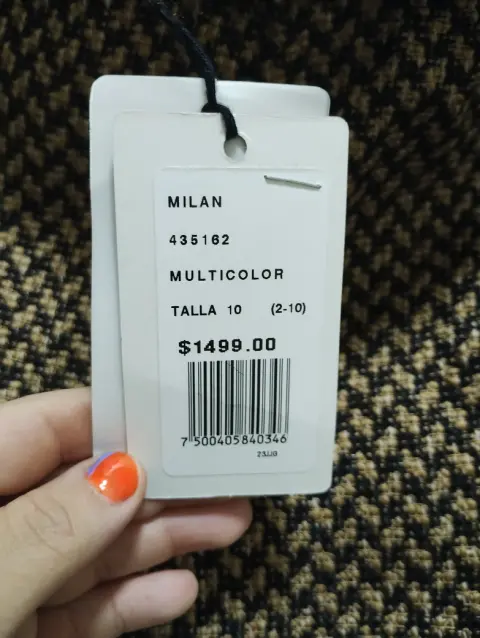 MILAN
435162
MULTICOLOR
TALLA 10 (2-10)
$1499.00
7 500405 840346